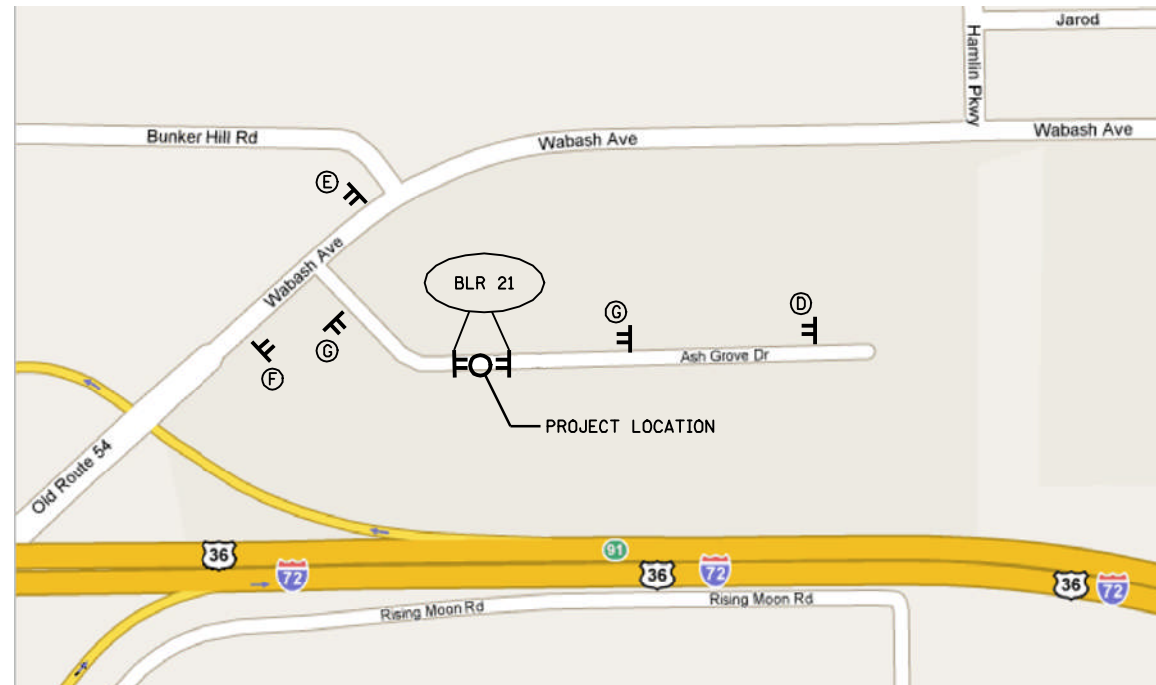 Jarod
Hamlin Pkwy
Bunker Hill Rd
Wabash Ave
Wabash Ave
E
Wabash Ave
BLR 21
G
D
G
F
Ash Grove Dr
PROJECT LOCATION
Old Route 54
36
72
91
36
72
36
72
Rising Moon Rd
Rising Moon Rd